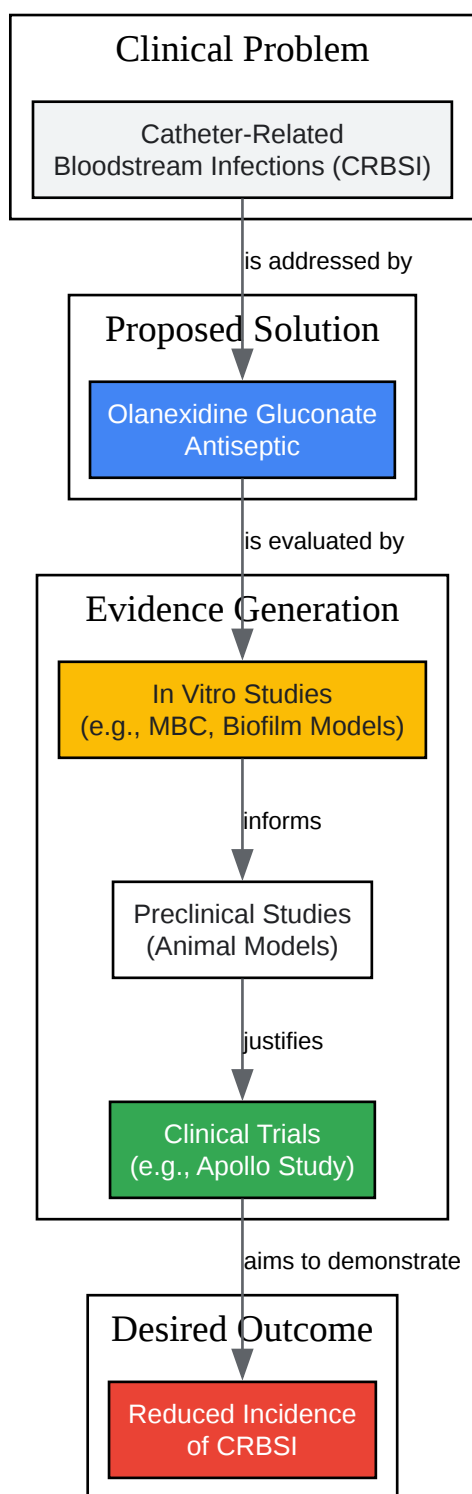 Clinical Problem
Catheter-Related
Bloodstream Infections (CRBSI)
is addressed by
Proposed Solution
Olanexidine Gluconate
Antiseptic
is evaluated by
Evidence Generation
In Vitro Studies
(e.g., MBC, Biofilm Models)
informs
Preclinical Studies
(Animal Models)
justifies
Clinical Trials
(e.g., Apollo Study)
aims to demonstrate
Desired Outcome
Reduced Incidence
of CRBSI